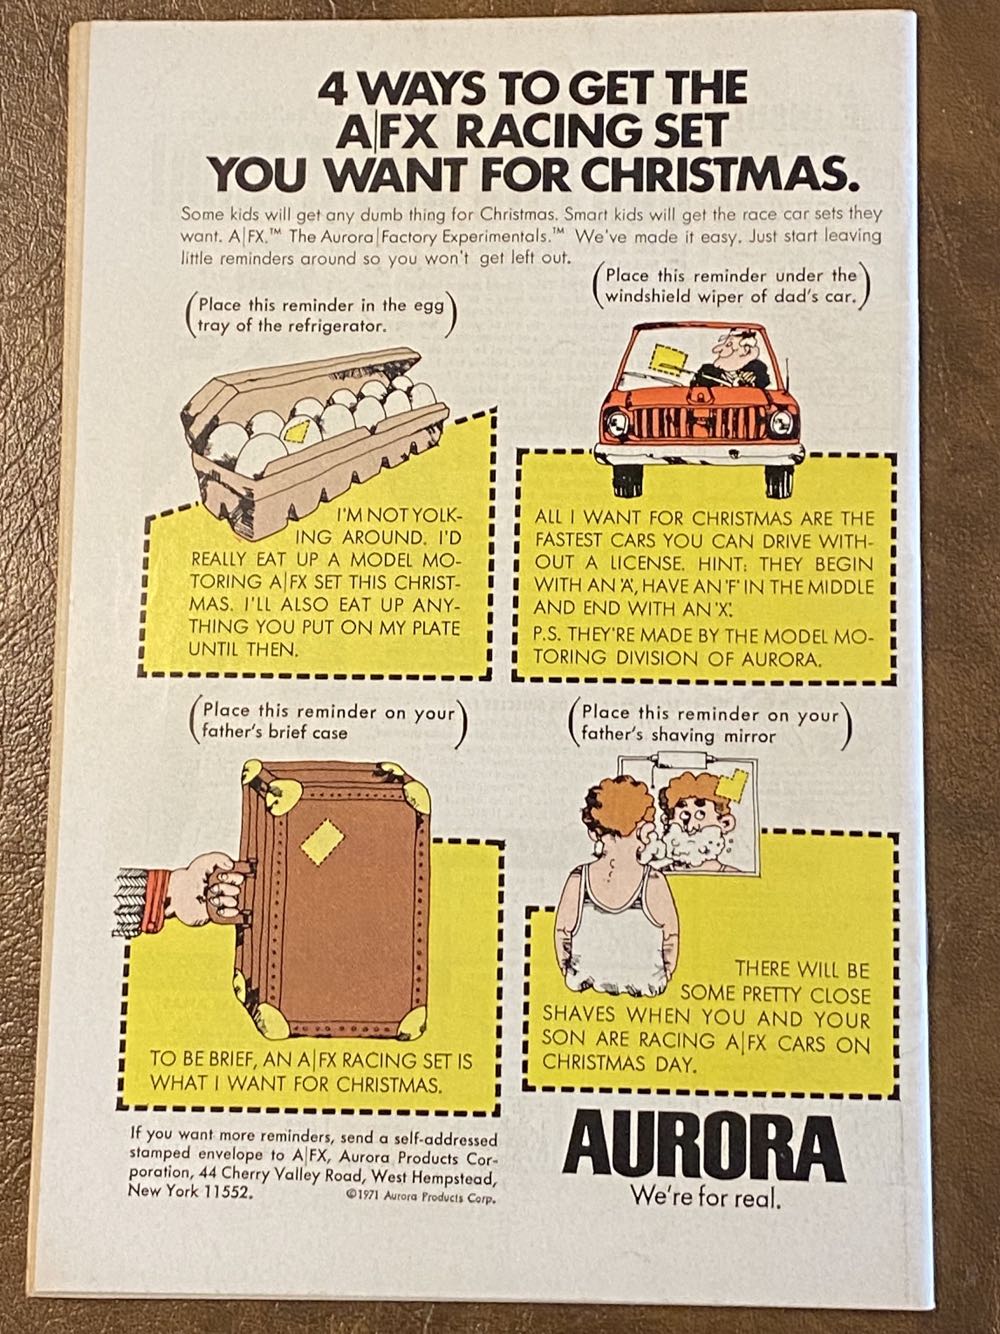 4 WAYS TO GET THE
A|FX RACING SET
YOU WANT FOR CHRISTMAS.
Some kids will get any dumb thing for Christmas. Smart kids will get the race car sets they
want. A|FX.™ The Aurora|Factory Experimentals.™ We've made it easy. Just start leaving
little reminders around so you won't get left out.
(Place this reminder in the egg
tray of the refrigerator.)
I'M NOT YOLK-
ING AROUND. I'D
REALLY EAT UP A MODEL MO-
TORING A|FX SET THIS CHRIST-
MAS. I'LL ALSO EAT UP ANY-
THING YOU PUT ON MY PLATE
UNTIL THEN.
(Place this reminder under the
windshield wiper of dad's car.)
ALL I WANT FOR CHRISTMAS ARE THE
FASTEST CARS YOU CAN DRIVE WITH-
OUT A LICENSE. HINT: THEY BEGIN
WITH AN 'A', HAVE AN 'F' IN THE MIDDLE
AND END WITH AN 'X'.
P.S. THEY'RE MADE BY THE MODEL MO-
TORING DIVISION OF AURORA.
(Place this reminder on your
father's brief case)
TO BE BRIEF, AN A|FX RACING SET IS
WHAT I WANT FOR CHRISTMAS.
(Place this reminder on your
father's shaving mirror)
THERE WILL BE
SOME PRETTY CLOSE
SHAVES WHEN YOU AND YOUR
SON ARE RACING A|FX CARS ON
CHRISTMAS DAY.
If you want more reminders, send a self-addressed
stamped envelope to A|FX, Aurora Products Cor-
poration, 44 Cherry Valley Road, West Hempstead,
New York 11552.
©1971 Aurora Products Corp.
AURORA
We're for real.